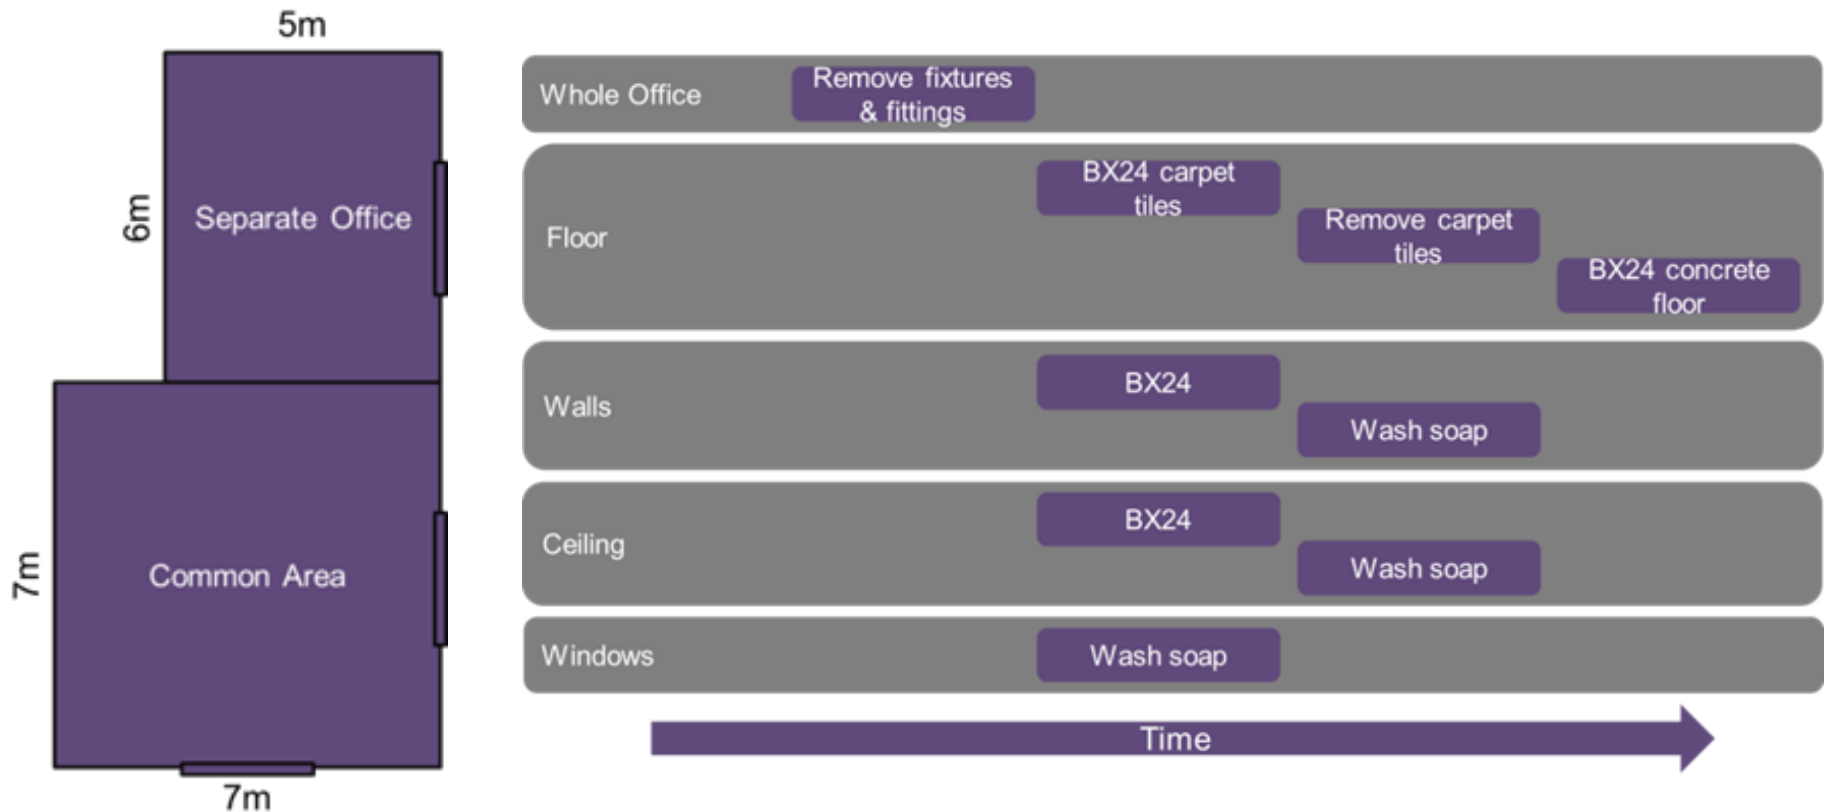 5m
6m
Separate Office
7m
Common Area
7m
Whole Office
Remove fixtures
& fittings
Floor
BX24 carpet
tiles
Remove carpet
tiles
BX24 concrete
floor
Walls
BX24
Wash soap
Ceiling
BX24
Wash soap
Windows
Wash soap
Time